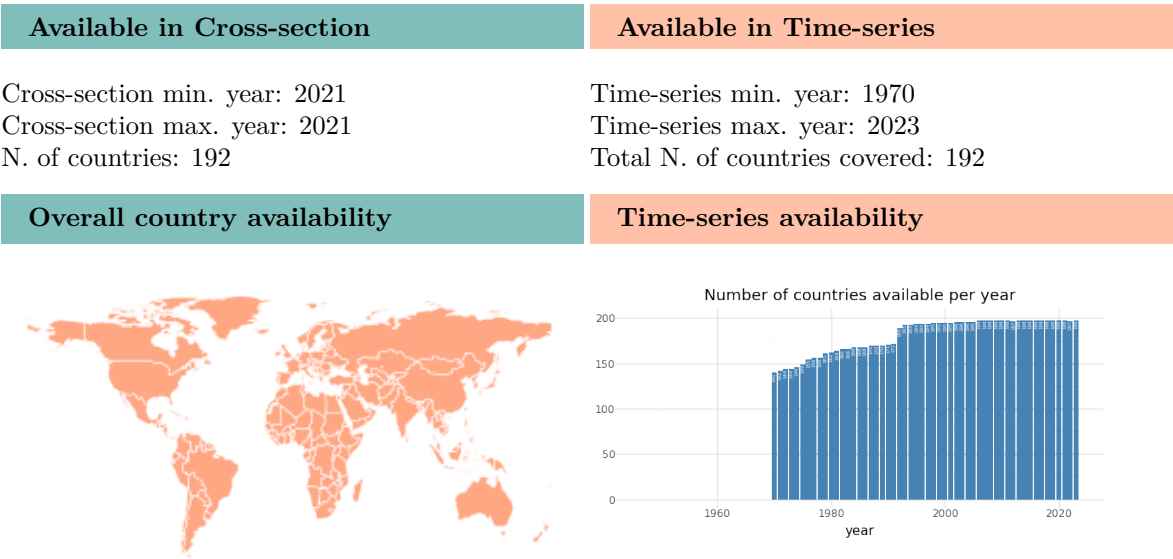 Available in Cross-section
Available in Time-series
Cross-section min. year: 2021
Cross-section max. year: 2021
N. of countries: 192
Time-series min. year: 1970
Time-series max. year: 2023
Total N. of countries covered: 192
Overall country availability
Time-series availability
Number of countries available per year
200
150
100
50
0
1960
1980
2000
2020
year